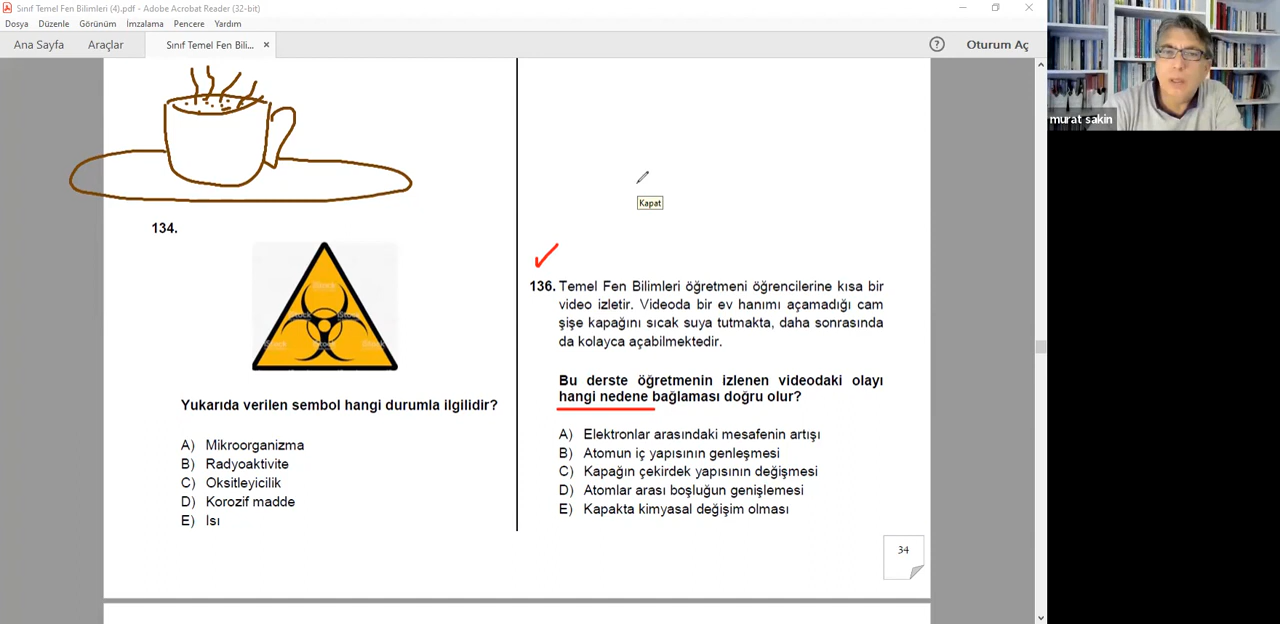 Sınıf Temel Fen Bilimleri (4).pdf - Adobe Acrobat Reader (32-bit)
Dosya Düzenle Görünüm İmzalama Pencere Yardım
Ana Sayfa Araçlar Sınıf Temel Fen Bili... × ? Oturum Aç
murat sakin
134.
iStock
iStock iStock
iStock iStock
Yukarıda verilen sembol hangi durumla ilgilidir?
A) Mikroorganizma
B) Radyoaktivite
C) Oksitleyicilik
D) Korozif madde
E) Isı
Kapat
136. Temel Fen Bilimleri öğretmeni öğrencilerine kısa bir
video izletir. Videoda bir ev hanımı açamadığı cam
şişe kapağını sıcak suya tutmakta, daha sonrasında
da kolayca açabilmektedir.
Bu derste öğretmenin izlenen videodaki olayı
hangi nedene bağlaması doğru olur?
A) Elektronlar arasındaki mesafenin artışı
B) Atomun iç yapısının genleşmesi
C) Kapağın çekirdek yapısının değişmesi
D) Atomlar arası boşluğun genişlemesi
E) Kapakta kimyasal değişim olması
34